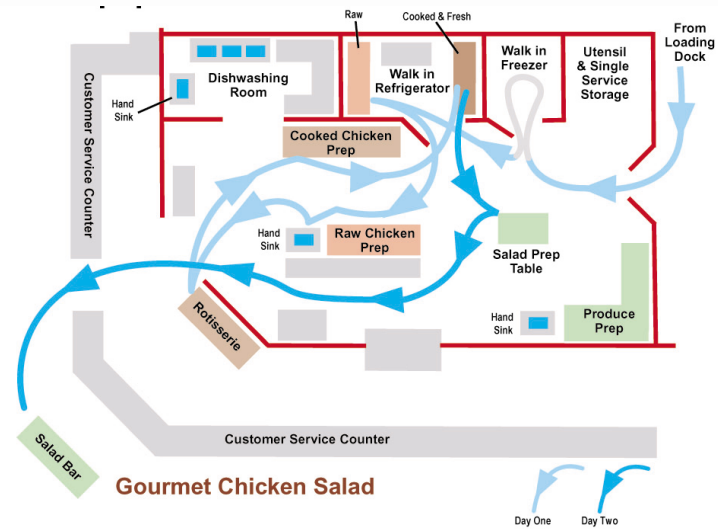 Raw
Cooked & Fresh
From
Loading
Dock
Walk in
Freezer
Utensil
& Single
Service
Storage
Walk in
Refrigerator
Dishwashing
Room
Hand
Sink
Customer Service Counter
Cooked Chicken
Prep
Hand
Sink
Raw Chicken
Prep
Salad Prep
Table
Rotisserie
Hand
Sink
Produce
Prep
Salad Bar
Customer Service Counter
Gourmet Chicken Salad
Day One
Day Two